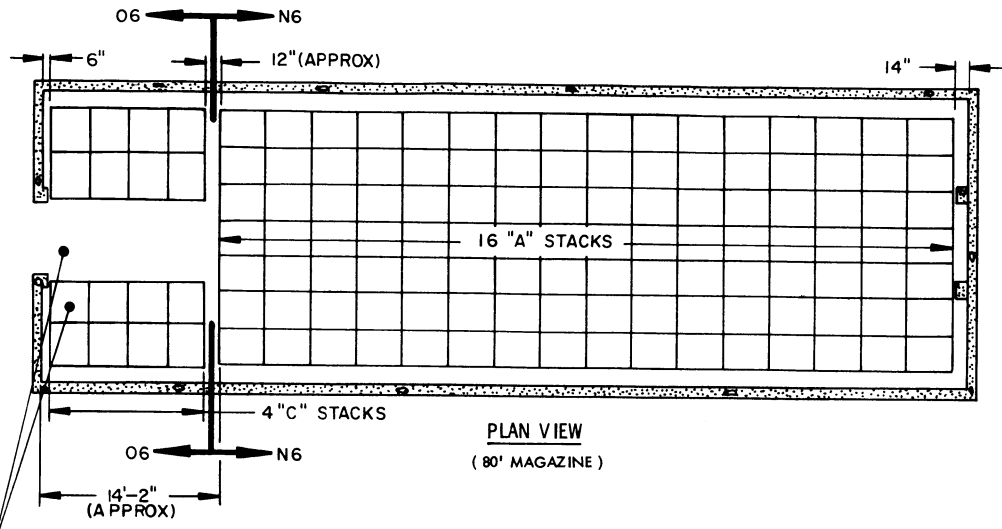 O6 N6
6" 12"(APPROX) 14"
16 "A" STACKS
4 "C" STACKS
PLAN VIEW
(80' MAGAZINE)
O6 N6
14'-2"
(APPROX)